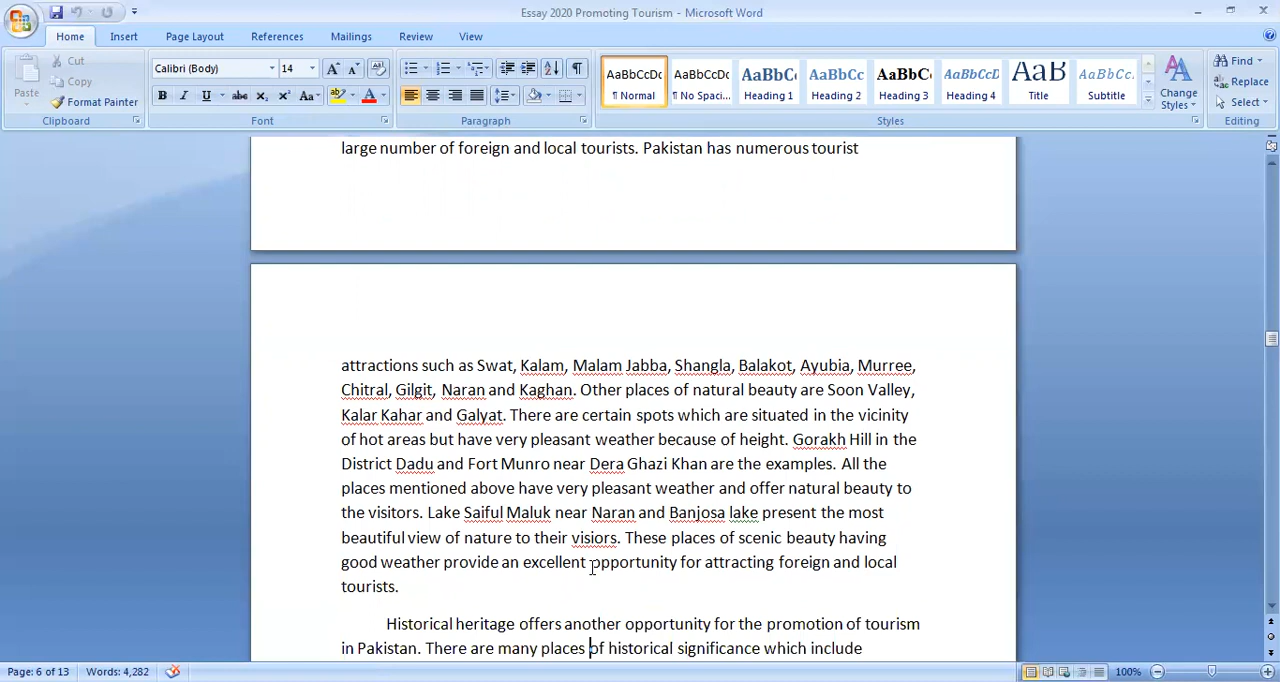 Essay 2020 Promoting Tourism - Microsoft Word
Home Insert Page Layout References Mailings Review View
Paste
Cut
Copy
Format Painter
Clipboard
Calibri (Body) 14
Font
Paragraph
AaBbCcDc AaBbCcDc AaBbC AaBbCc AaBbC AaBbCcD AaB AaBbCc.
¶ Normal ¶ No Spaci... Heading 1 Heading 2 Heading 3 Heading 4 Title Subtitle
Change
Styles
Styles
Find
Replace
Select
Editing
large number of foreign and local tourists. Pakistan has numerous tourist
attractions such as Swat, Kalam, Malam Jabba, Shangla, Balakot, Ayubia, Murree,
Chitral, Gilgit, Naran and Kaghan. Other places of natural beauty are Soon Valley,
Kalar Kahar and Galyat. There are certain spots which are situated in the vicinity
of hot areas but have very pleasant weather because of height. Gorakh Hill in the
District Dadu and Fort Munro near Dera Ghazi Khan are the examples. All the
places mentioned above have very pleasant weather and offer natural beauty to
the visitors. Lake Saiful Maluk near Naran and Banjosa lake present the most
beautiful view of nature to their visiors. These places of scenic beauty having
good weather provide an excellent opportunity for attracting foreign and local
tourists.
Historical heritage offers another opportunity for the promotion of tourism
in Pakistan. There are many places of historical significance which include
Page: 6 of 13 Words: 4,282
100%